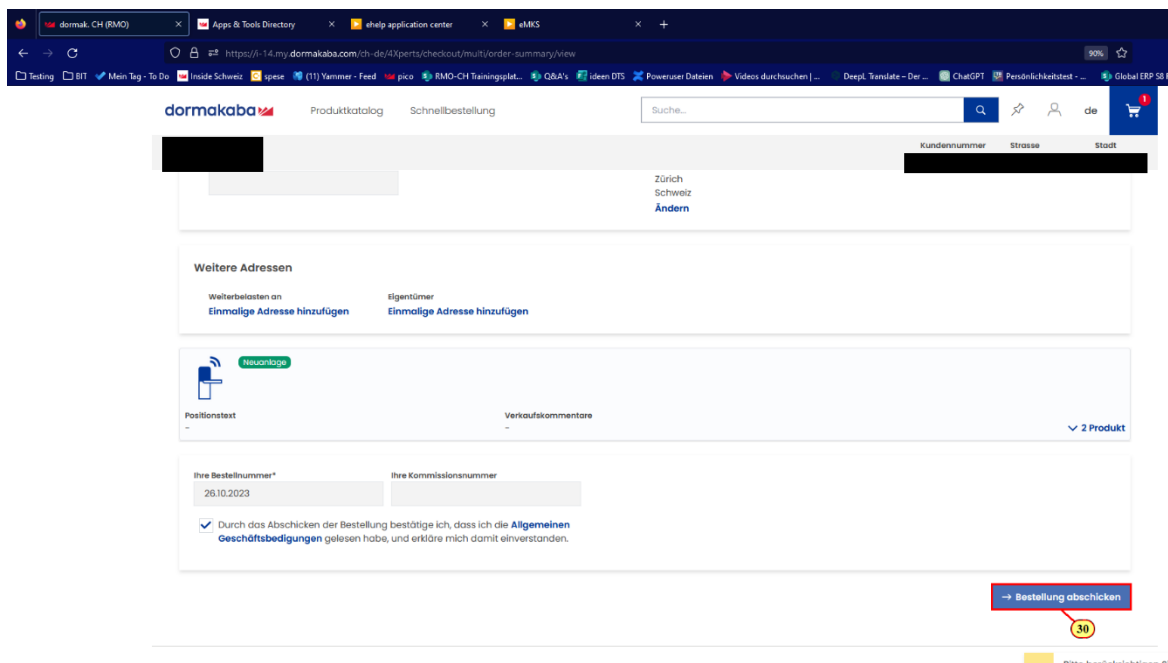 dormak. CH (RMO)
Apps & Tools Directory
ehelp application center
eMKS
https://i-14.my.dormakaba.com/ch-de/4Xperts/checkout/multi/order-summary/view
90%
Testing
BIT
Mein Tag - To Do
Inside Schweiz
spese
(11) Yammer - Feed
pico
RMO-CH Trainingsplat...
Q&A's
ideen DTS
Poweruser Dateien
Videos durchsuchen | ...
DeepL Translate – Der ...
ChatGPT
Persönlichkeitstest - ...
Global ERP S8
dormakaba
Produktkatalog
Schnellbestellung
Suche...
de
1
Kundennummer
Strasse
Stadt
Zürich
Schweiz
Ändern
Weitere Adressen
Weiterbelasten an
Eigentümer
Einmalige Adresse hinzufügen
Einmalige Adresse hinzufügen
Neuanlage
Positionstext
Verkaufskommentare
-
-
2 Produkt
Ihre Bestellnummer*
Ihre Kommissionsnummer
26.10.2023
Durch das Abschicken der Bestellung bestätige ich, dass ich die Allgemeinen
Geschäftsbedigungen gelesen habe, und erkläre mich damit einverstanden.
→ Bestellung abschicken
30